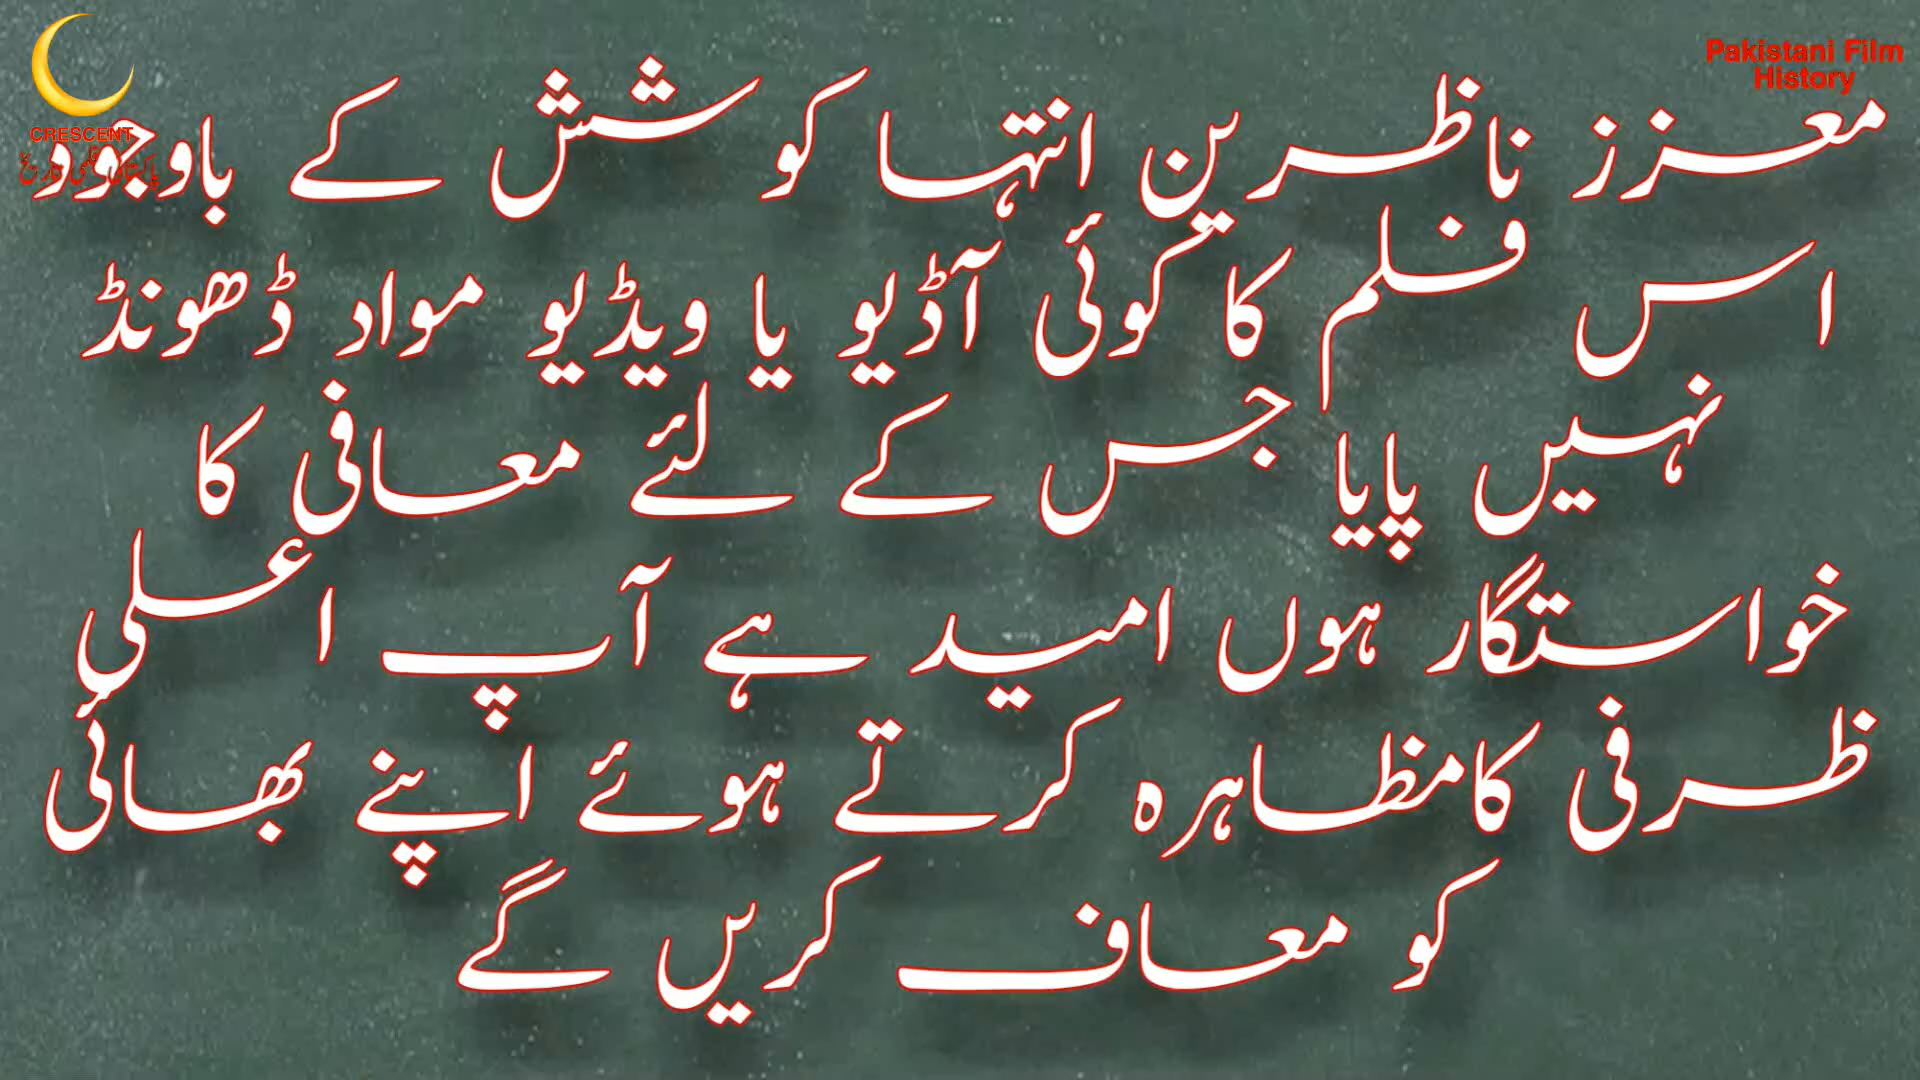 CRESCENT
Pakistani Film
History
معزز ناظرین انتہا کوشش کے باوجود
اس فلم کا کوئی آڈیو یا ویڈیو مواد ڈھونڈ
نہیں پایا جس کے لئے معافی کا
خواستگار ہوں امید ہے آپ اعلی
ظرفی کامظاہرہ کرتے ہوئے اپنے بھائی
کو معاف کریں گے